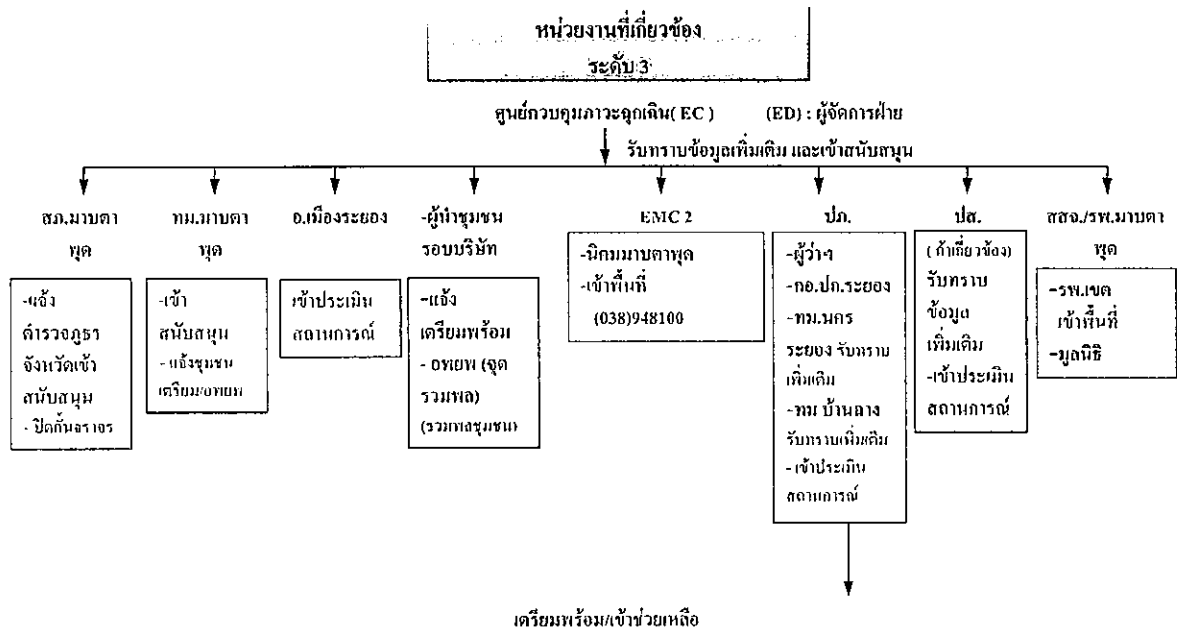 หน่วยงานที่เกี่ยวข้อง
ระดับ 3
ศูนย์ควบคุมภาวะฉุกเฉิน( EC ) (ED) : ผู้จัดการฝ่าย
รับทราบข้อมูลเพิ่มเติม และเข้าสนับสนุน
สภ.มาบตา
พุด
-แจ้ง
ตำรวจภูธร
จังหวัดเข้า
สนับสนุน
- ปิดกั้นจราจร
ทม.มาบตา
พุด
-เข้า
สนับสนุน
- แจ้งชุมชน
เตรียม/อพยพ
อ.เมืองระยอง
เข้าประเมิน
สถานการณ์
-ผู้นำชุมชน
รอบบริษัท
-แจ้ง
เตรียมพร้อม
- อพยพ (จุด
รวมพล)
(รวมพลชุมชน)
EMC 2
-นิคมมาบตาพุด
-เข้าพื้นที่
(038)948100
ปภ.
-ผู้ว่าฯ
-กอ.ปภ.ระยอง
-ทม.นคร
ระยอง รับทราบ
เพิ่มเติม
-ทม บ้านฉาง
รับทราบเพิ่มเติม
- เข้าประเมิน
สถานการณ์
ปส.
( ถ้าเกี่ยวข้อง)
รับทราบ
ข้อมูล
เพิ่มเติม
-เข้าประเมิน
สถานการณ์
สสจ./รพ.มาบตา
พุด
-รพ.เขต
เข้าพื้นที่
-มูลนิธิ
เตรียมพร้อม/เข้าช่วยเหลือ